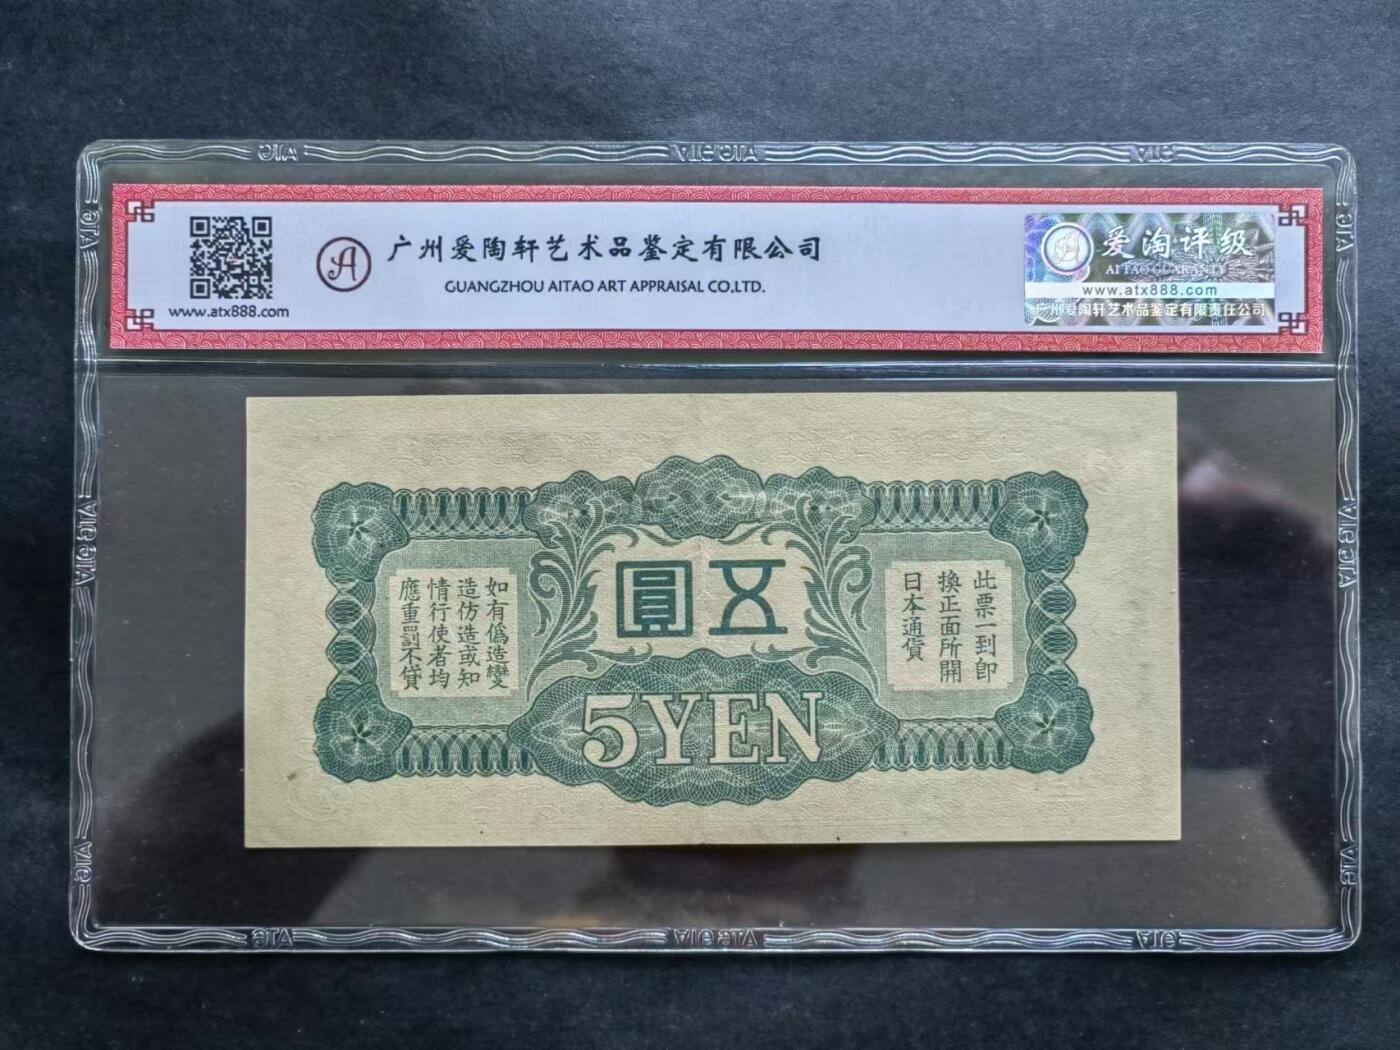 广州爱陶轩艺术品鉴定有限公司
GUANGZHOU AITAO ART APPRAISAL CO.LTD.
www.atx888.com
爱淘评级
AI TAO GUARANTY
www.atx888.com
广州爱陶轩艺术品鉴定有限责任公司
此票一到即
換正面所開
日本通貨
五圓
如有僞造變
造仿造或知
情行使者均
應重罰不貸
5YEN